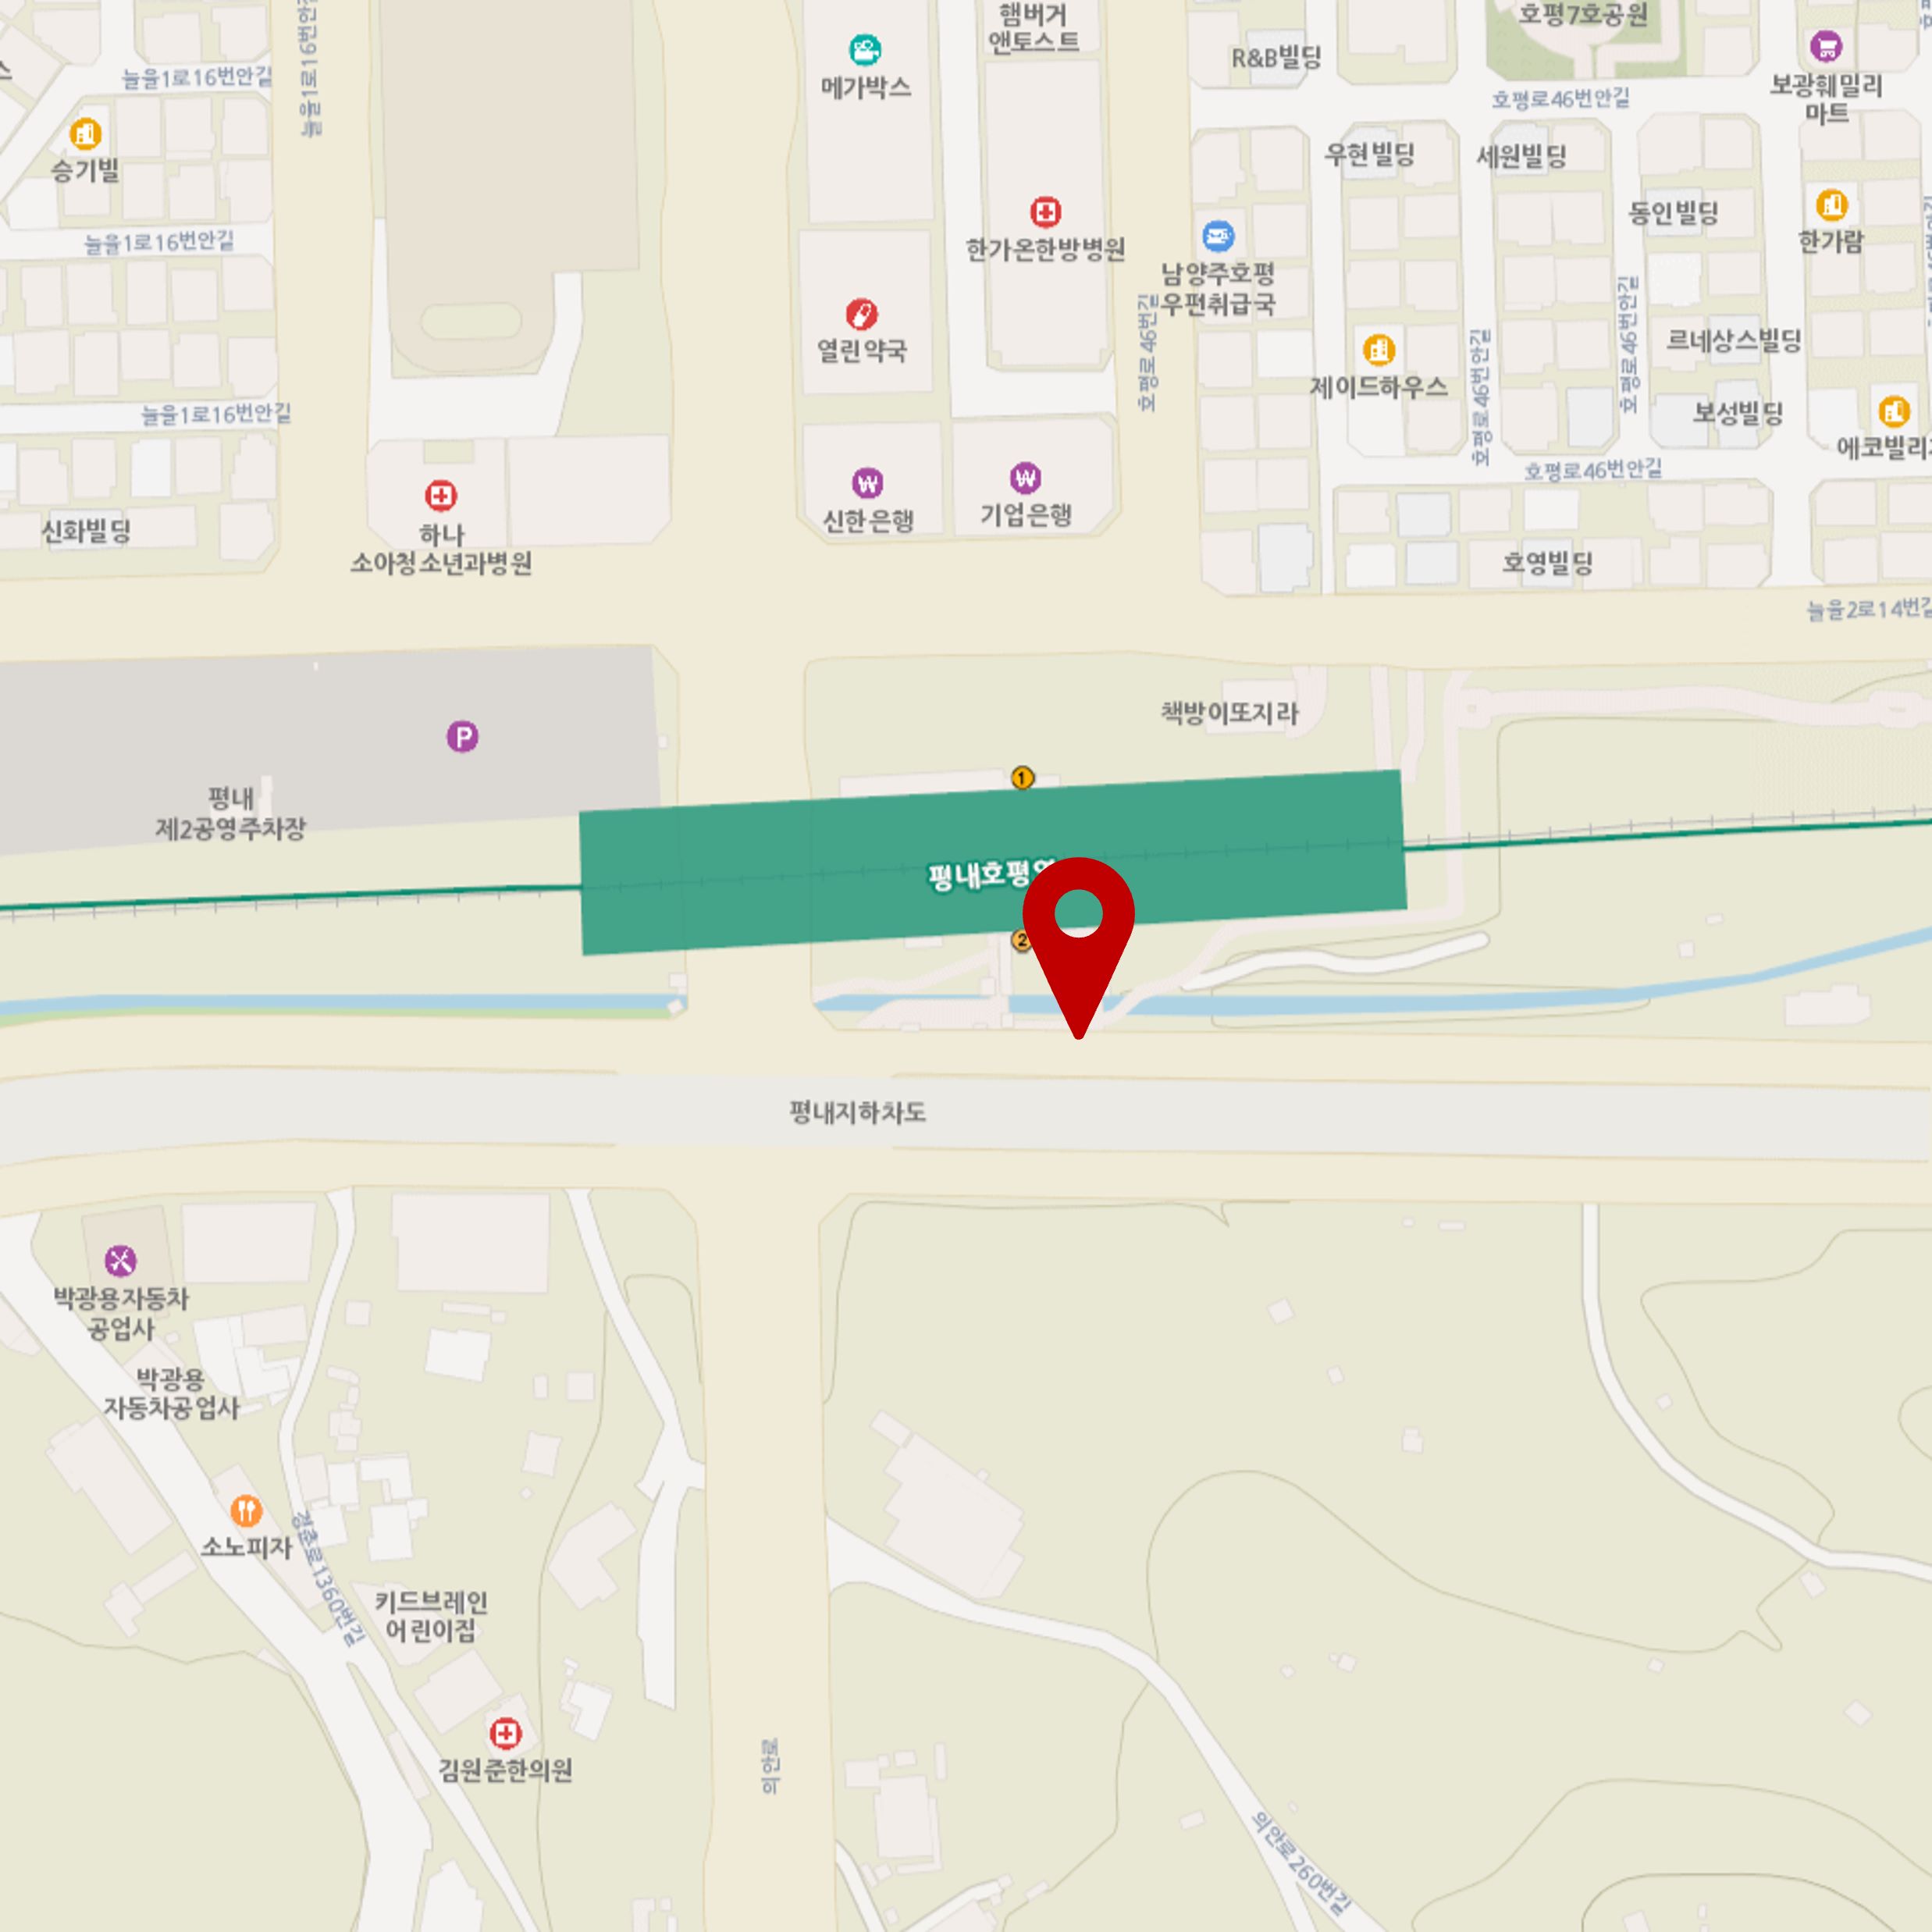 햄버거
앤토스트
호평7호공원
메가박스
R&B빌딩
보광훼밀리
마트
늘을1로16번안길
늘을1로16번안길
호평로46번안길
승기빌
우현빌딩
세원빌딩
동인빌딩
한가람
한가온한방병원
늘을1로16번안길
남양주호평
우편취급국
열린약국
호평로46번길
호평로46번안길
호평로46번안길
르네상스빌딩
제이드하우스
늘을1로16번안길
보성빌딩
에코빌리
호평로46번안길
신한은행
기업은행
신화빌딩
하나
소아청소년과병원
호영빌딩
늘을2로14번길
책방이또지라
P
1
평내
제2공영주차장
평내호평역
2
평내지하차도
박광용자동차
공업사
박광용
자동차공업사
소노피자
경춘로1360번길
키드브레인
어린이집
김원준한의원
의안로
의안로260번길